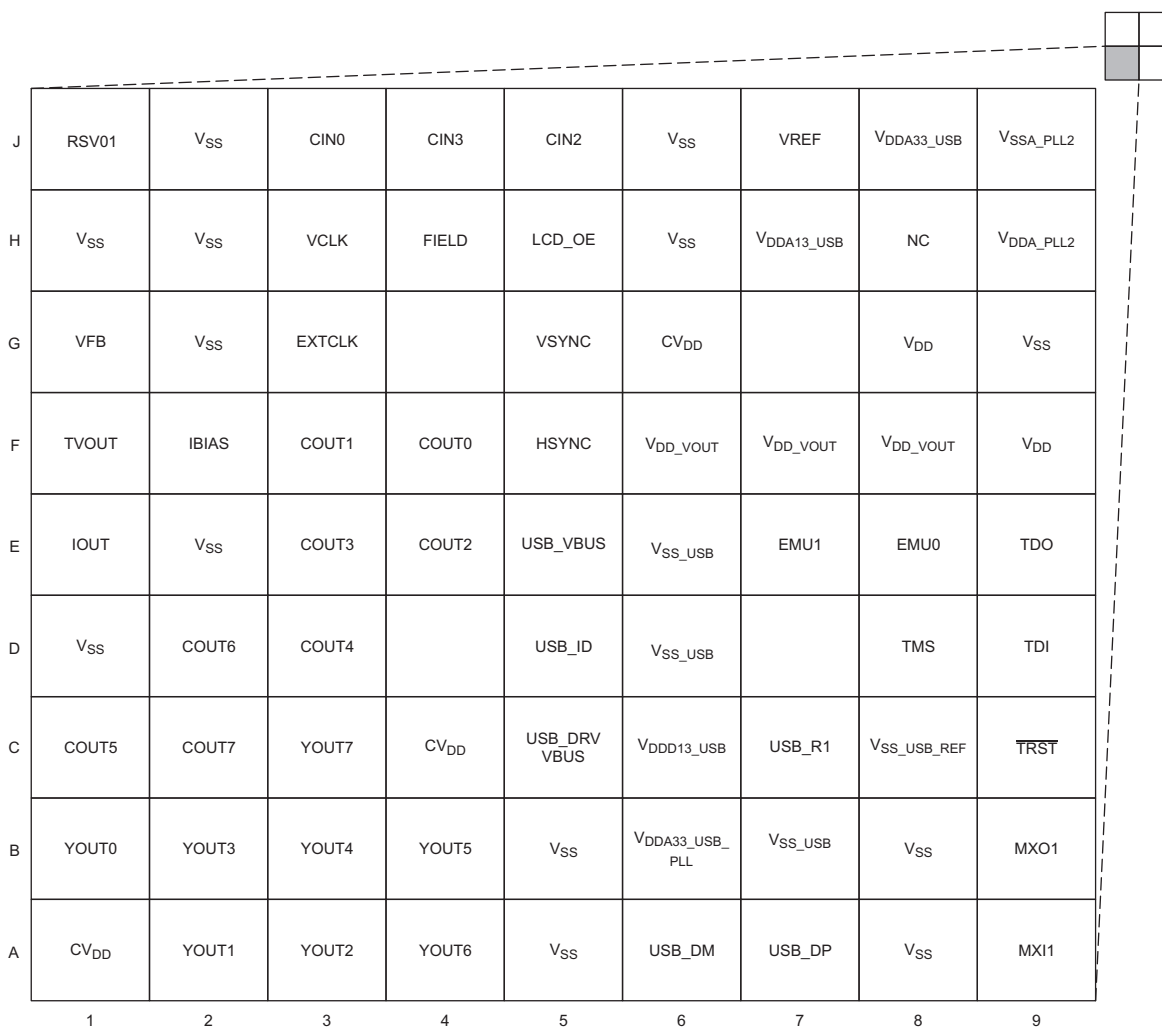 J RSV01 VSS CIN0 CIN3 CIN2 VSS VREF VDDA33_USB VSSA_PLL2
H VSS VSS VCLK FIELD LCD_OE VSS VDDA13_USB NC VDDA_PLL2
G VFB VSS EXTCLK VSYNC CVDD VDD VSS
F TVOUT IBIAS COUT1 COUT0 HSYNC VDD_VOUT VDD_VOUT VDD_VOUT VDD
E IOUT VSS COUT3 COUT2 USB_VBUS VSS_USB EMU1 EMU0 TDO
D VSS COUT6 COUT4 USB_ID VSS_USB TMS TDI
C COUT5 COUT7 YOUT7 CVDD USB_DRV VBUS VDDD13_USB USB_R1 VSS_USB_REF TRST
B YOUT0 YOUT3 YOUT4 YOUT5 VSS VDDA33_USB_ PLL VSS_USB VSS MXO1
A CVDD YOUT1 YOUT2 YOUT6 VSS USB_DM USB_DP VSS MXI1
1 2 3 4 5 6 7 8 9